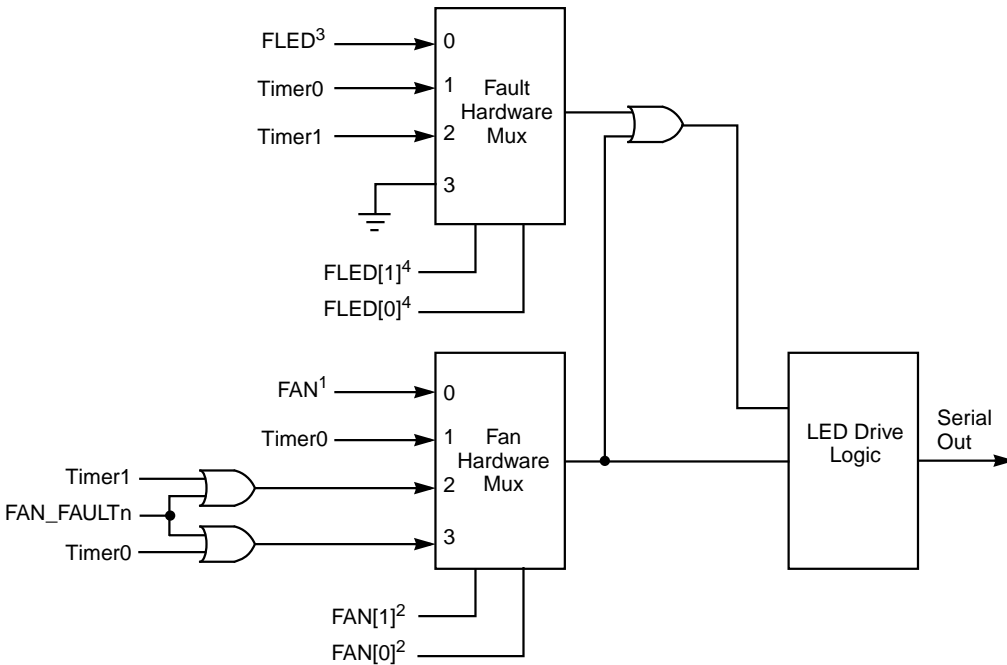 FLED³
0
Timer0
1
Fault
Hardware
Mux
Timer1
2
3
FLED[1]⁴
FLED[0]⁴
FAN¹
0
Timer0
1
Fan
Hardware
Mux
Timer1
2
FAN_FAULTn
3
Timer0
FAN[1]²
FAN[0]²
LED Drive
Logic
Serial
Out